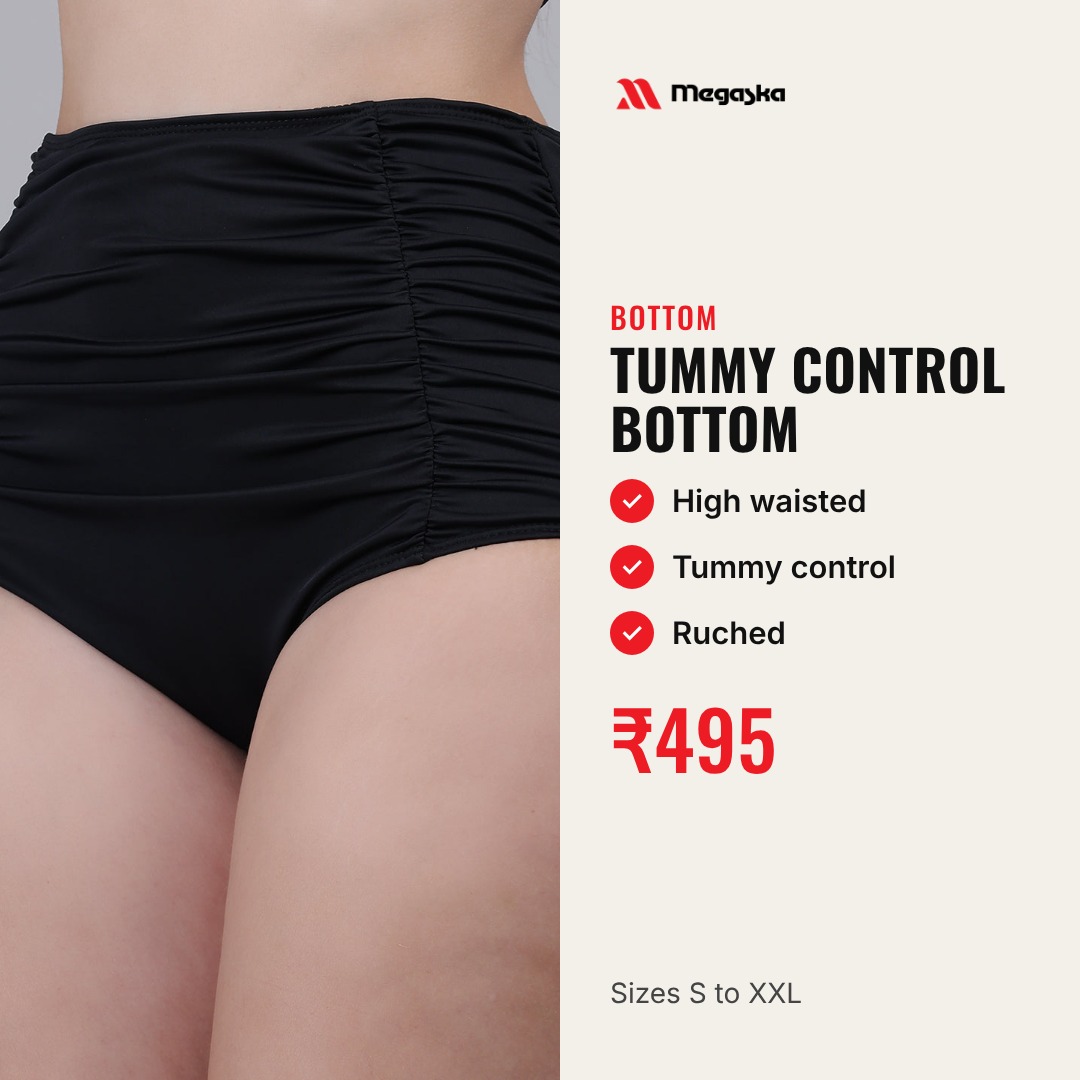 Megaska
BOTTOM
TUMMY CONTROL
BOTTOM
High waisted
Tummy control
Ruched
₹495
Sizes S to XXL